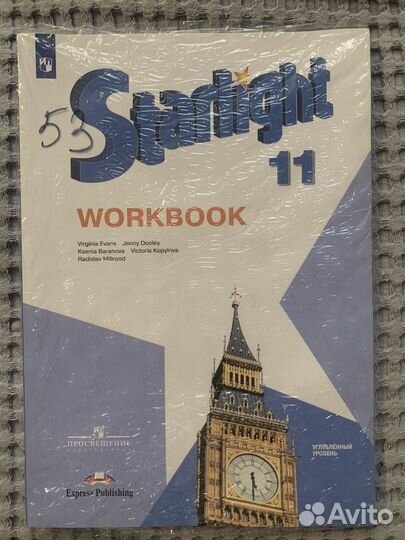 53
Starlight
11
WORKBOOK
Virginia Evans Jenny Dooley
Ksenia Baranova Victoria Kopylova
Radislav Millrood
ПРОСВЕЩЕНИЕ
УГЛУБЛЁННЫЙ
УРОВЕНЬ
Express Publishing
Avito